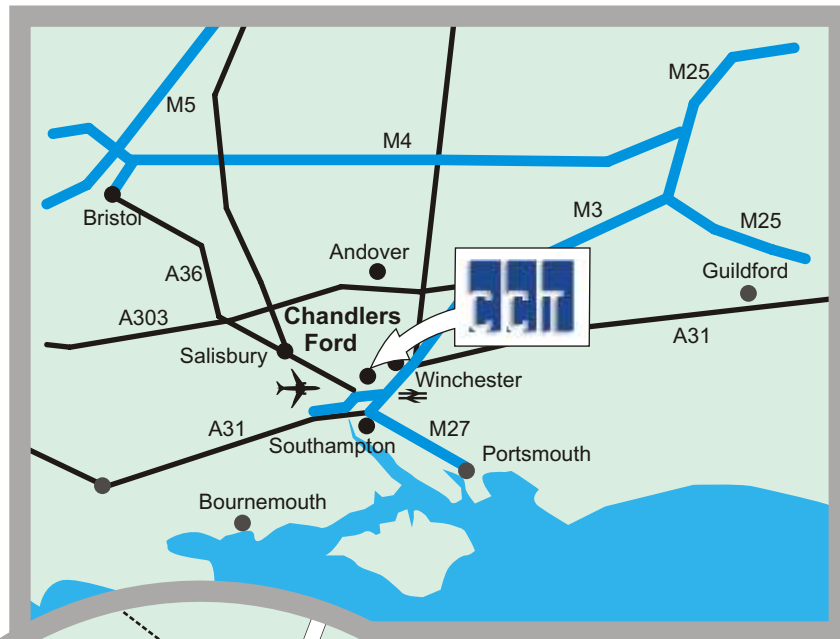 M25
M5
M4
Bristol
M3
M25
Andover
Guildford
A36
A303
Chandlers
Ford
CCT
A31
Salisbury
Winchester
A31
Southampton
M27
Portsmouth
Bournemouth